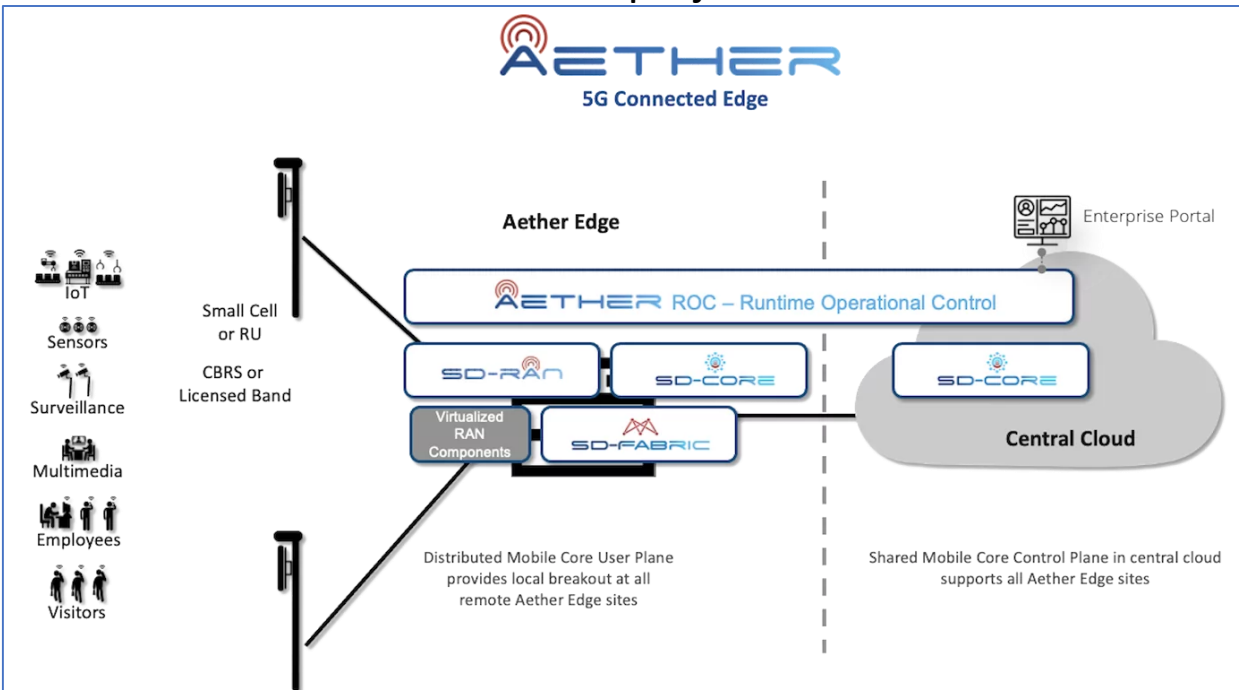 AETHER
5G Connected Edge
Aether Edge
Enterprise Portal
AETHER ROC – Runtime Operational Control
IoT
Sensors
Surveillance
Multimedia
Employees
Visitors
Small Cell
or RU
CBRS or
Licensed Band
SD-RAN
SD-CORE
SD-CORE
Virtualized
RAN
Components
SD-FABRIC
Central Cloud
Distributed Mobile Core User Plane
provides local breakout at all
remote Aether Edge sites
Shared Mobile Core Control Plane in central cloud
supports all Aether Edge sites